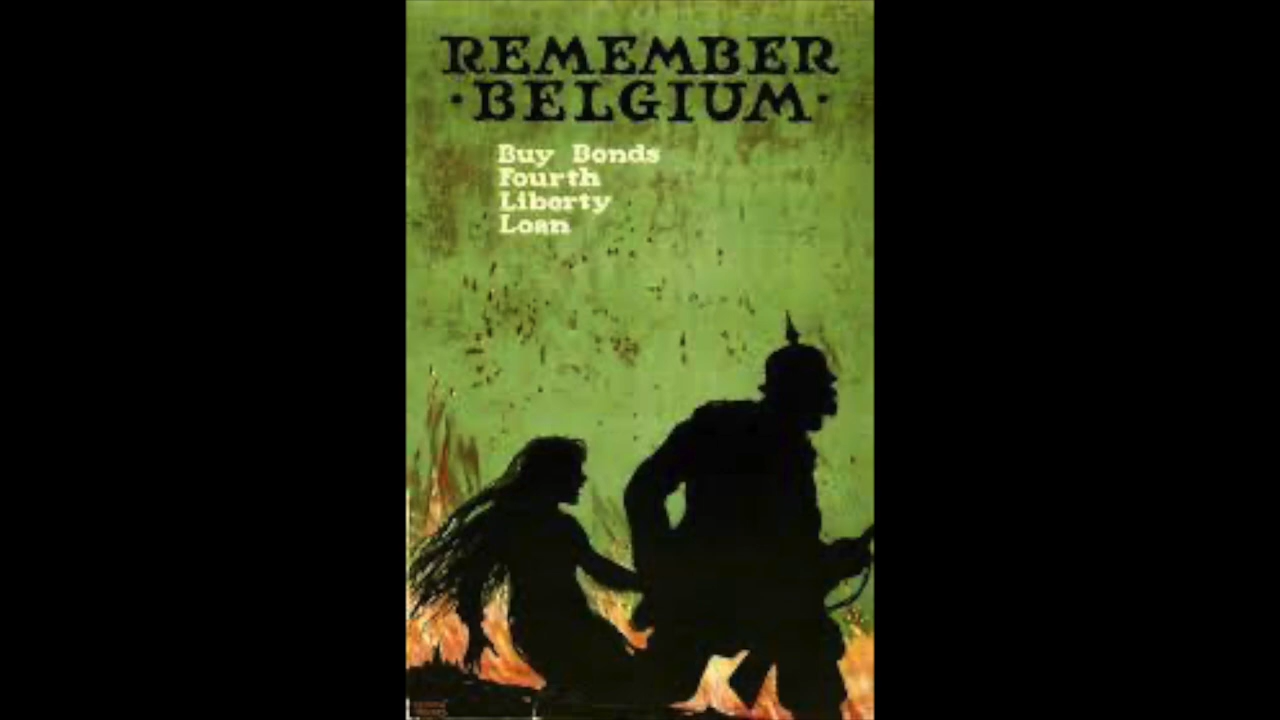 REMEMBER
·BELGIUM·
Buy Bonds
Fourth
Liberty
Loan